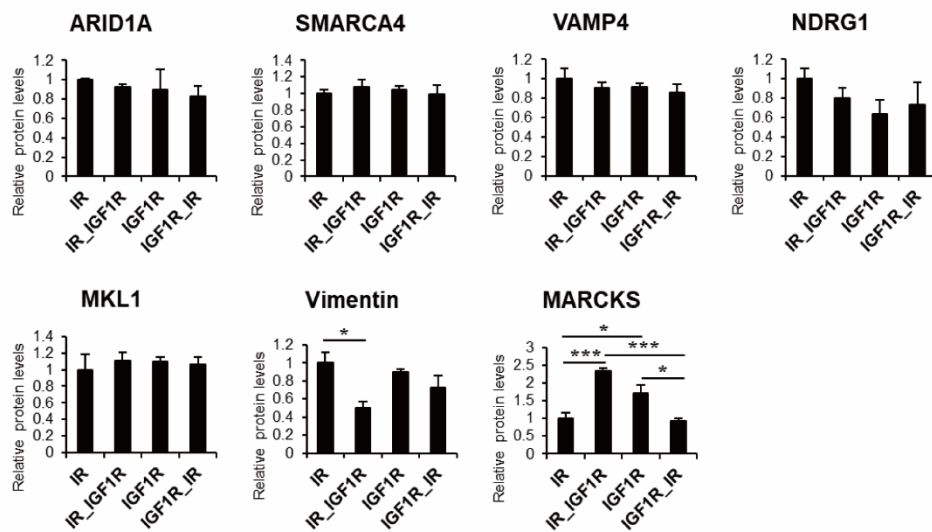 ARID1A
Relative protein levels
1.2
1
0.8
0.6
0.4
0.2
0
IR
IR_IGF1R
IGF1R
IGF1R_IR
SMARCA4
Relative protein levels
1.4
1.2
1
0.8
0.6
0.4
0.2
0
IR
IR_IGF1R
IGF1R
IGF1R_IR
VAMP4
Relative protein levels
1.2
1
0.8
0.6
0.4
0.2
0
IR
IR_IGF1R
IGF1R
IGF1R_IR
NDRG1
Relative protein levels
1.2
1
0.8
0.6
0.4
0.2
0
IR
IR_IGF1R
IGF1R
IGF1R_IR
MKL1
Relative protein levels
1.4
1.2
1
0.8
0.6
0.4
0.2
0
IR
IR_IGF1R
IGF1R
IGF1R_IR
Vimentin
Relative protein levels
1.2
1
0.8
0.6
0.4
0.2
0
*
IR
IR_IGF1R
IGF1R
IGF1R_IR
MARCKS
Relative protein levels
3
2.5
2
1.5
1
0.5
0
*
***
***
*
IR
IR_IGF1R
IGF1R
IGF1R_IR